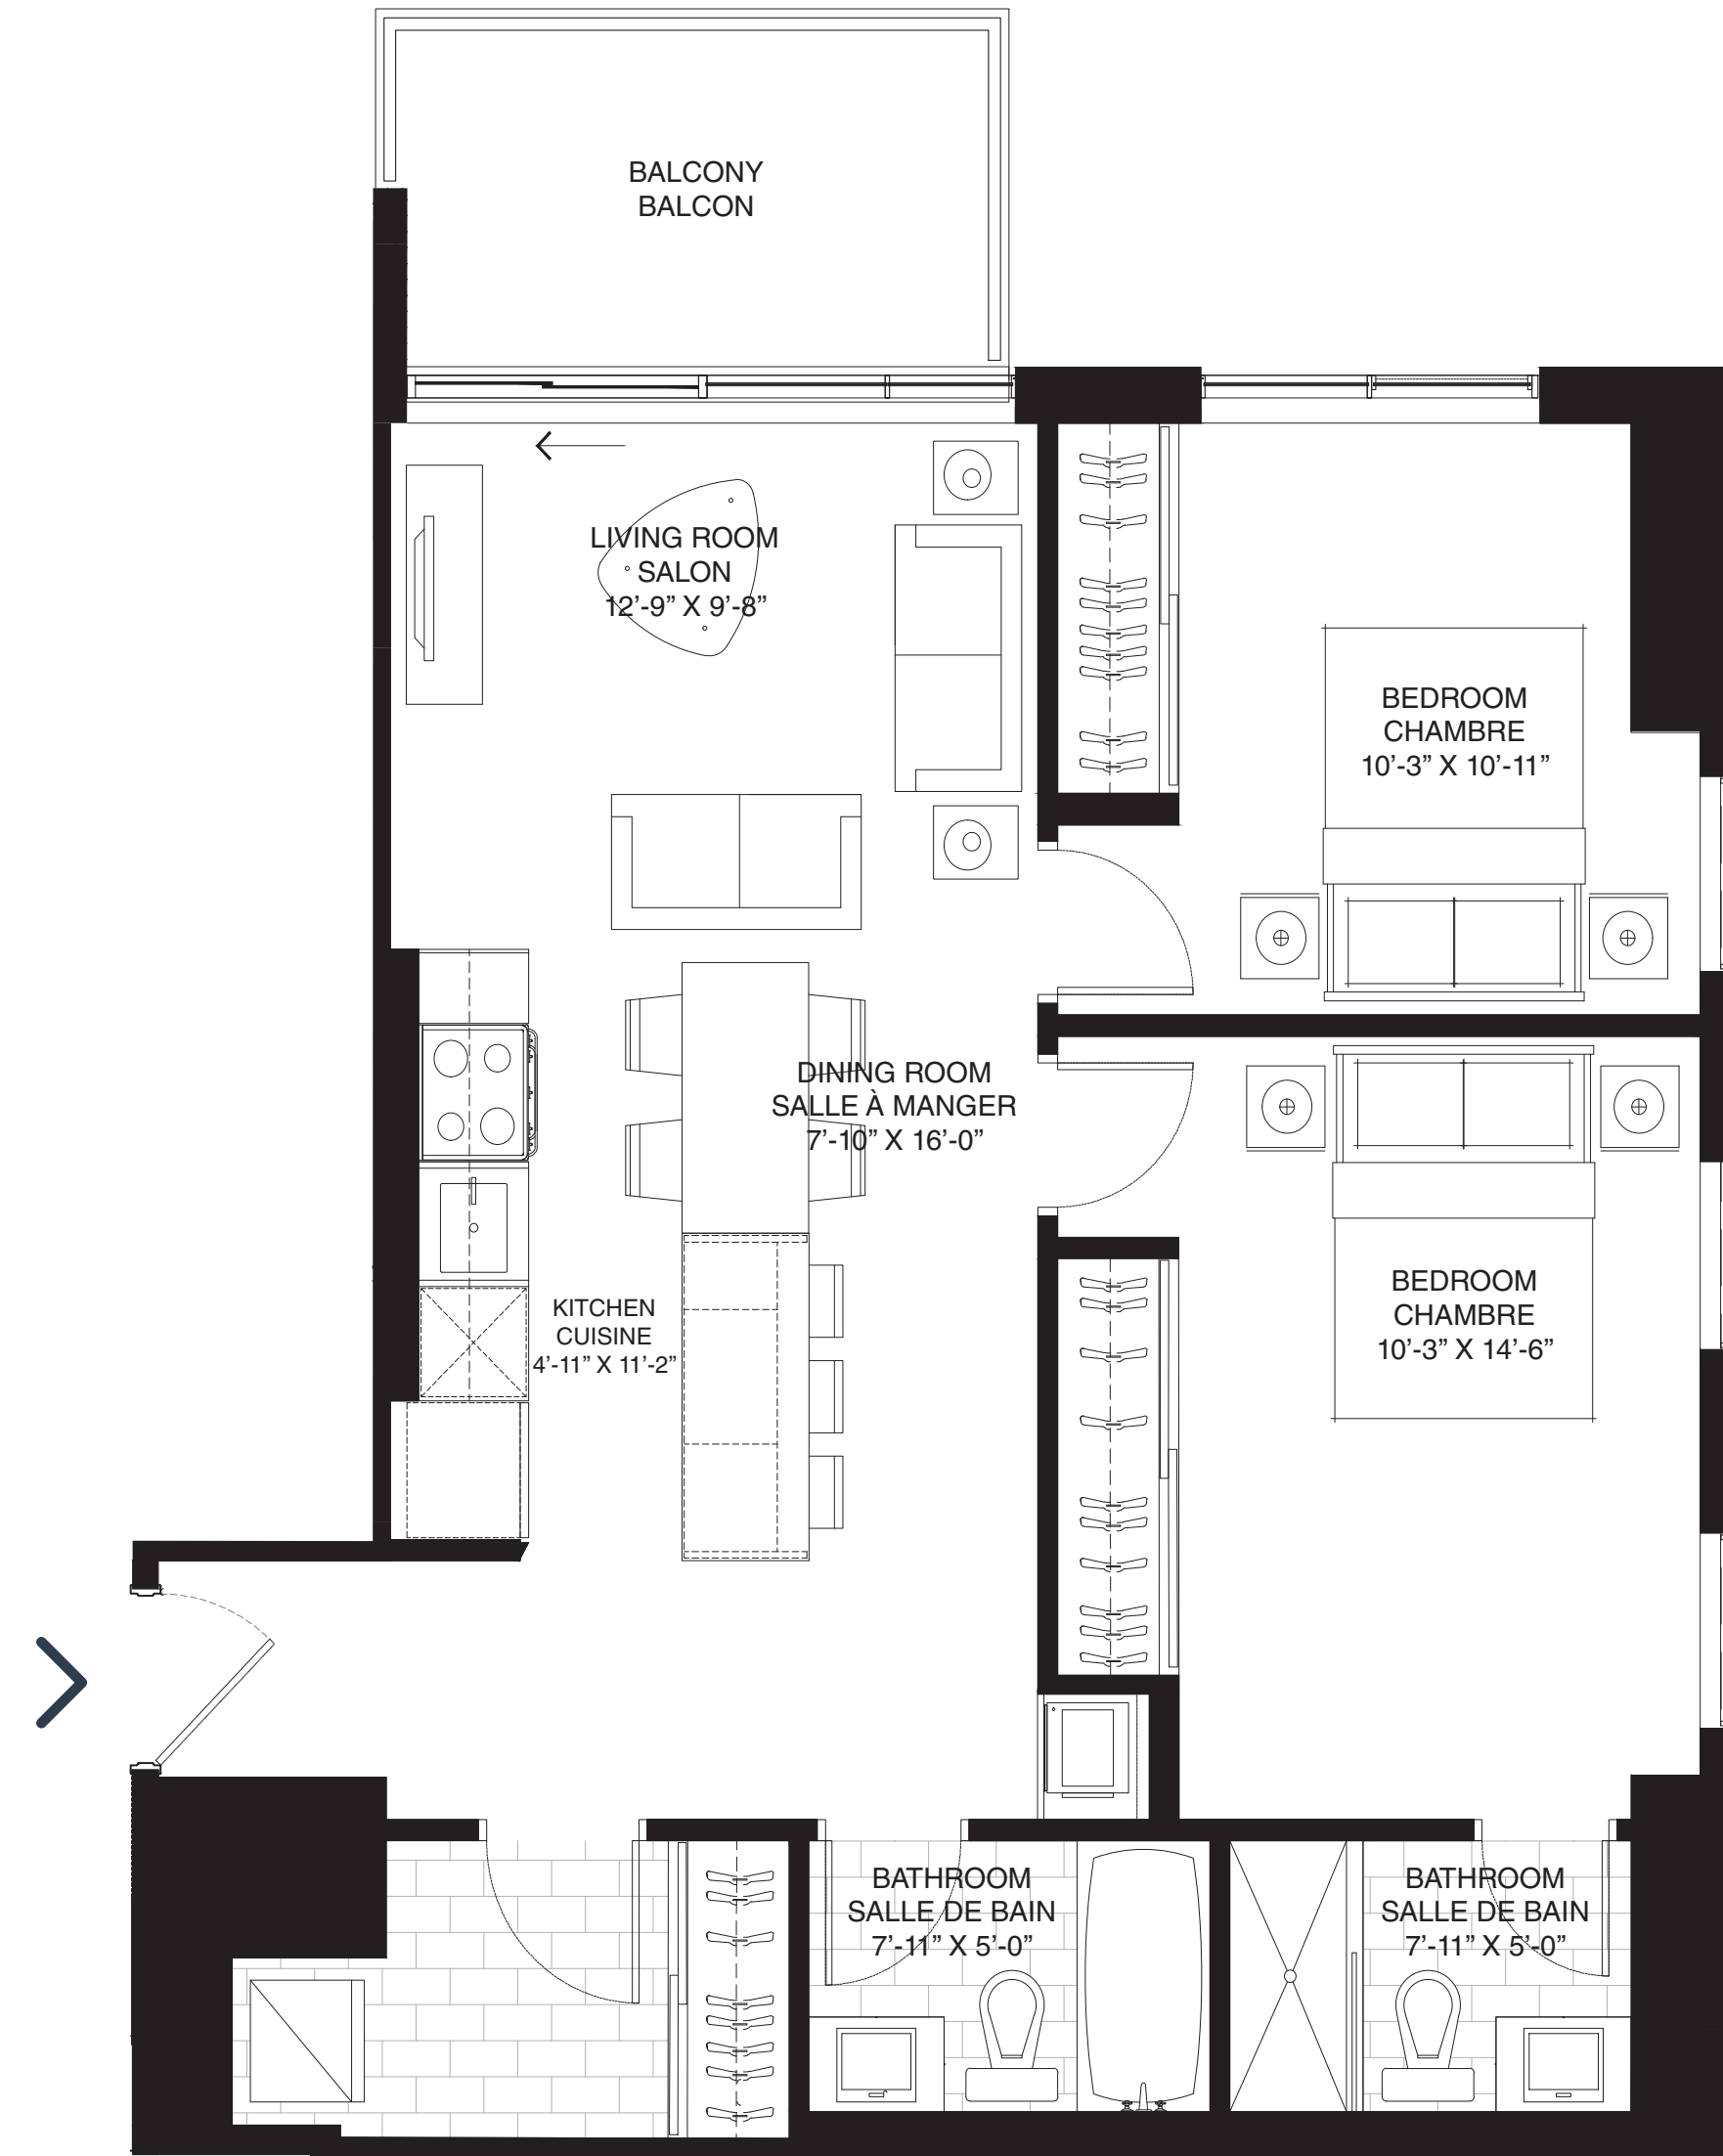 BALCONY
BALCON
LIVING ROOM
SALON
12’-9” X 9’-8”
BEDROOM
CHAMBRE
10’-3” X 10’-11”
DINING ROOM
SALLE À MANGER
7’-10” X 16’-0”
KITCHEN
CUISINE
4’-11” X 11’-2”
BEDROOM
CHAMBRE
10’-3” X 14’-6”
BATHROOM
SALLE DE BAIN
7’-11” X 5’-0”
BATHROOM
SALLE DE BAIN
7’-11” X 5’-0”